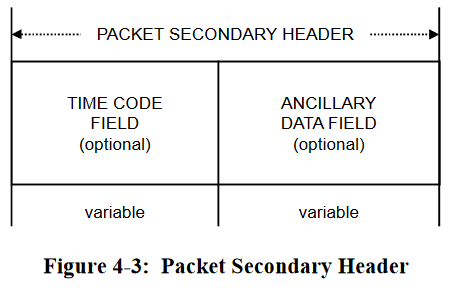 PACKET SECONDARY HEADER
TIME CODE
FIELD
(optional)
ANCILLARY
DATA FIELD
(optional)
variable
variable
Figure 4-3: Packet Secondary Header